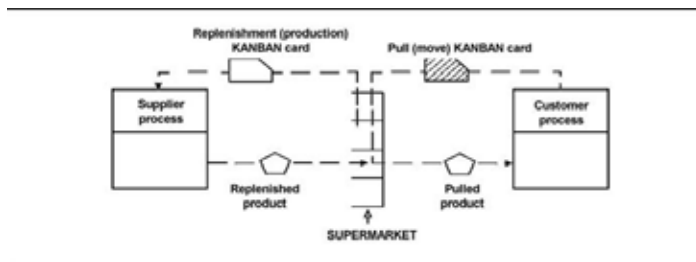 Replenishment (production)
KANBAN card
Pull (move) KANBAN card
Supplier
process
Customer
process
Replenished
product
Pulled
product
SUPERMARKET